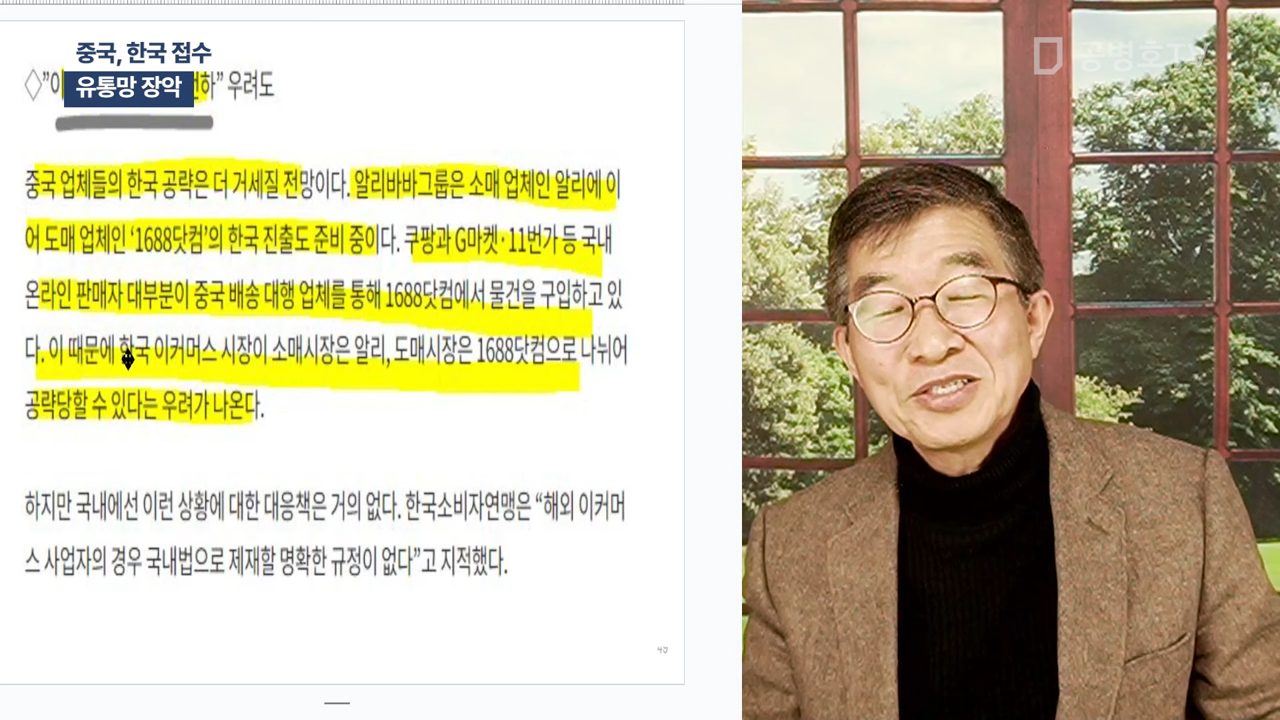 중국, 한국 접수
유통망 장악
◇”이 하” 우려도
공병호TV
중국 업체들의 한국 공략은 더 거세질 전망이다. 알리바바그룹은 소매 업체인 알리에 이
어 도매 업체인 ‘1688닷컴’의 한국 진출도 준비 중이다. 쿠팡과 G마켓·11번가 등 국내
온라인 판매자 대부분이 중국 배송 대행 업체를 통해 1688닷컴에서 물건을 구입하고 있
다. 이 때문에 한국 이커머스 시장이 소매시장은 알리, 도매시장은 1688닷컴으로 나뉘어
공략당할 수 있다는 우려가 나온다.
하지만 국내에선 이런 상황에 대한 대응책은 거의 없다. 한국소비자연맹은 “해외 이커머
스 사업자의 경우 국내법으로 제재할 명확한 규정이 없다”고 지적했다.